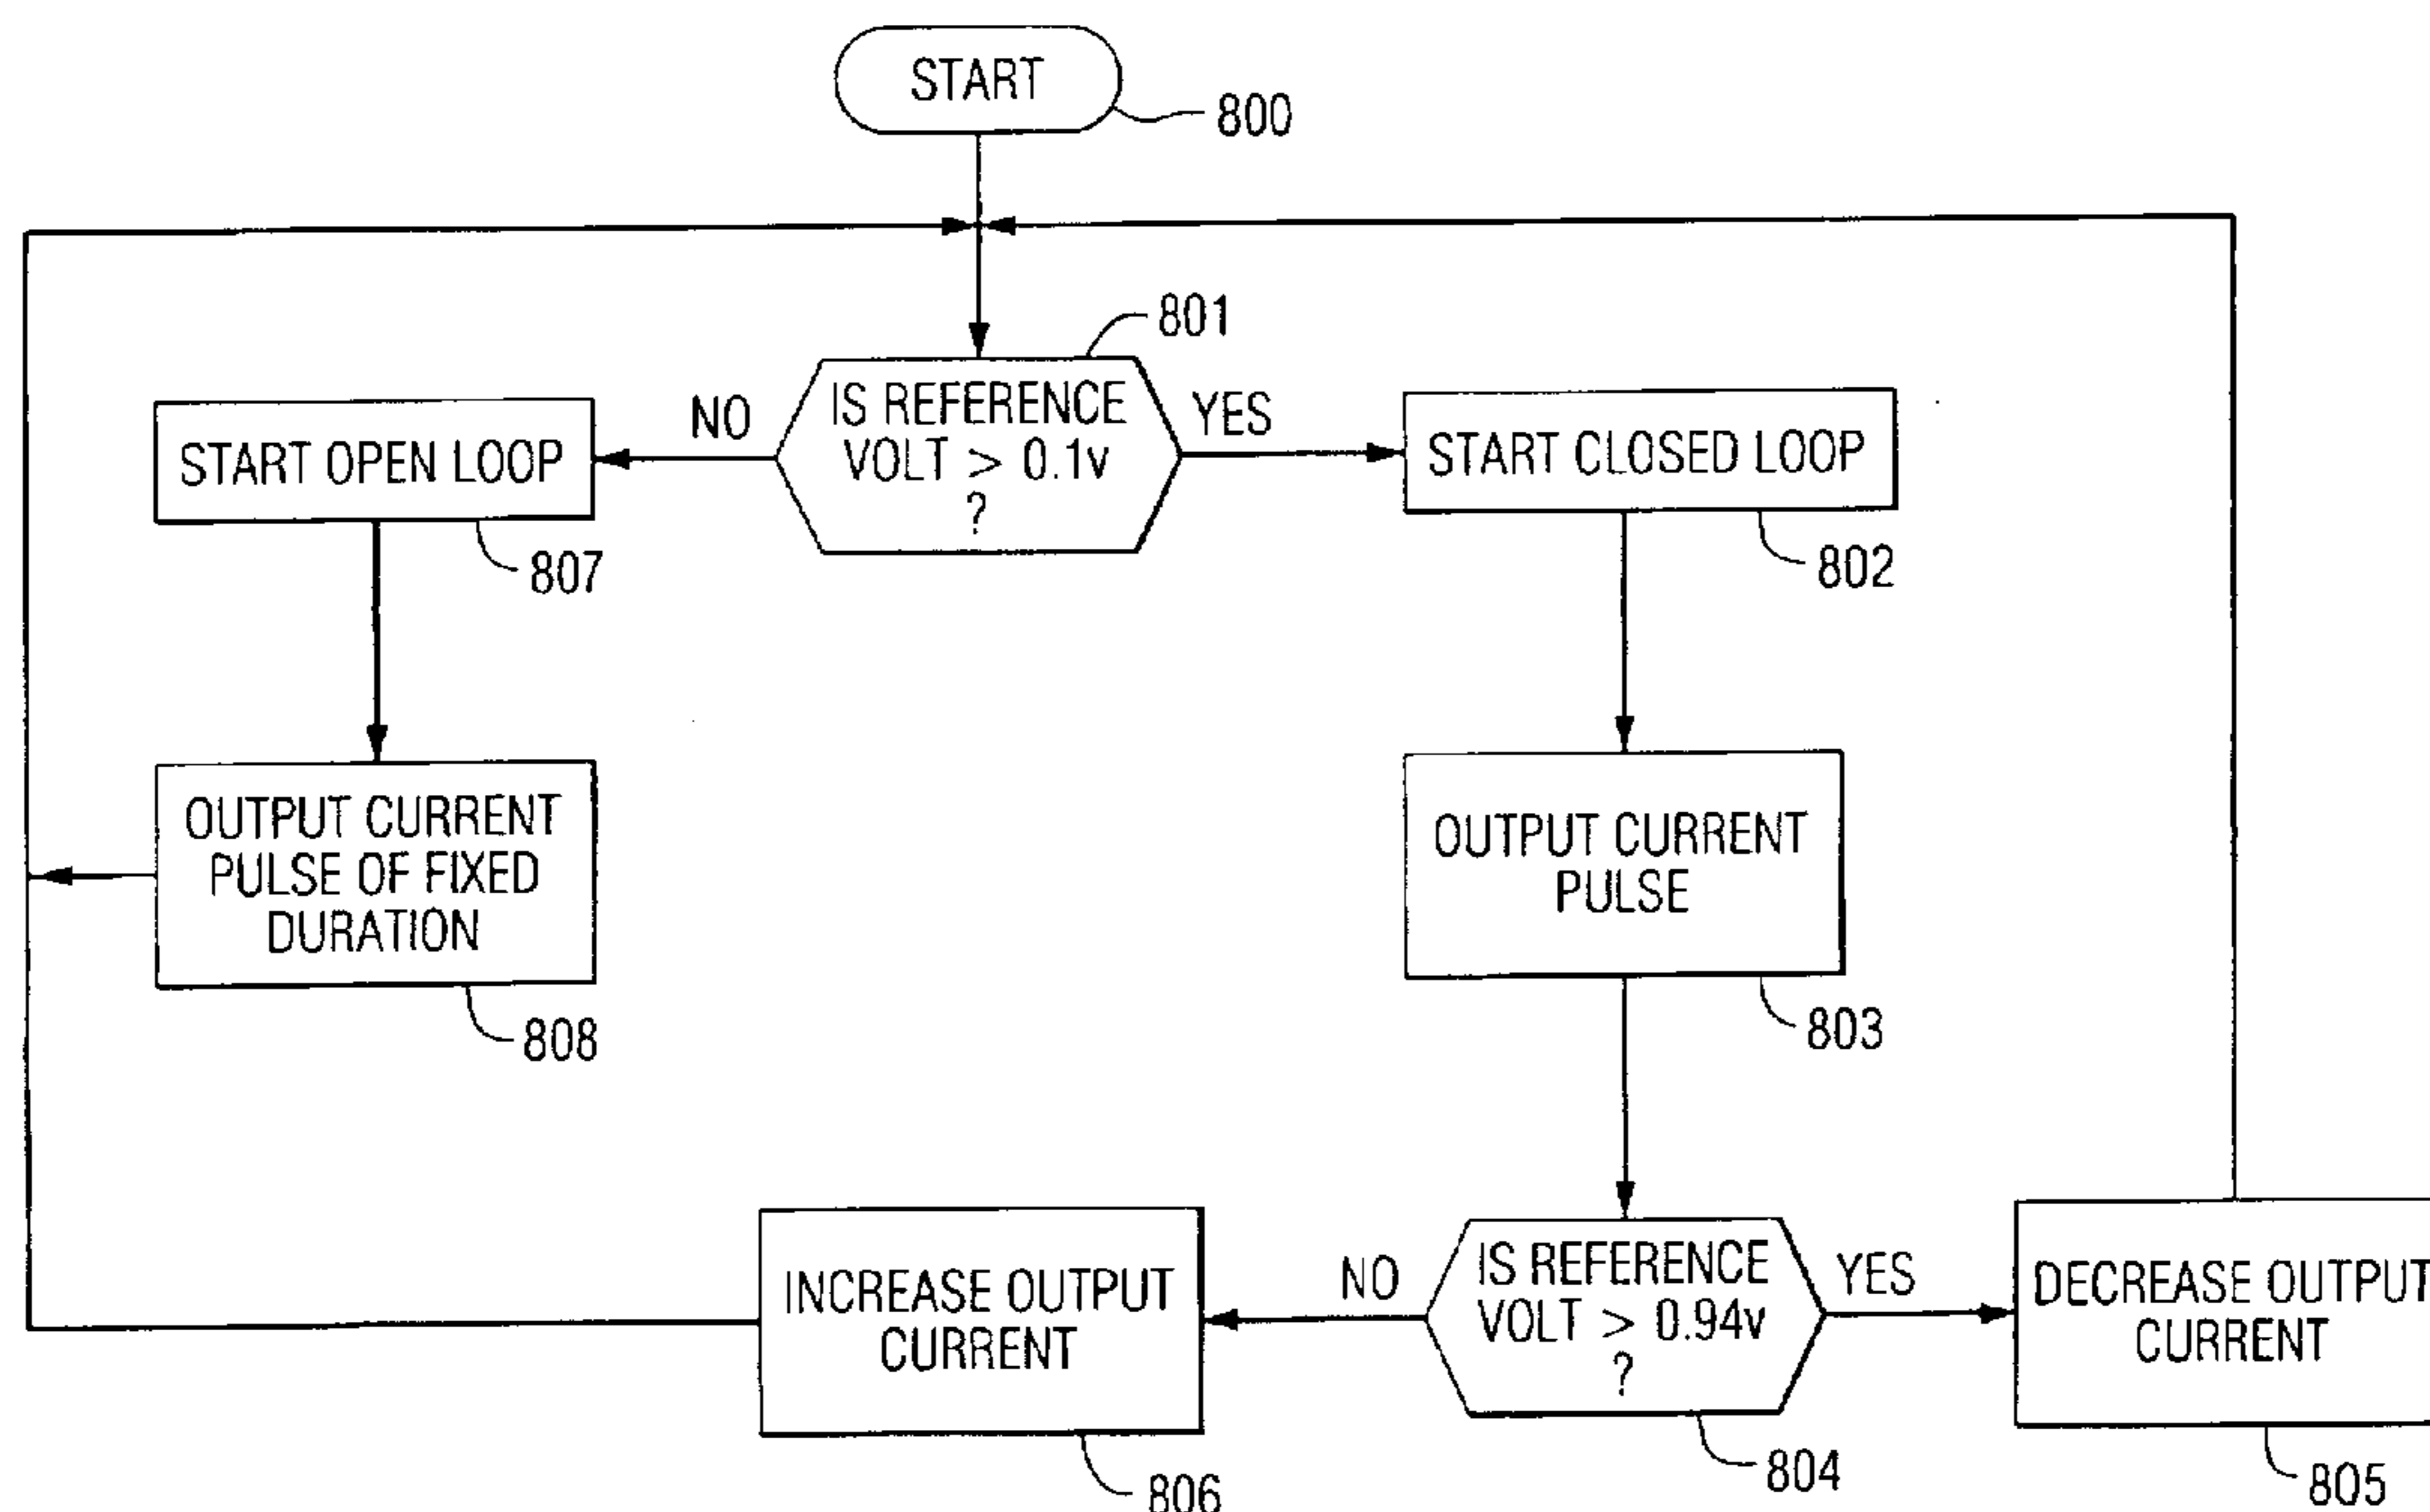 START
800
801
IS REFERENCE
VOLT > 0.1v
?
NO
YES
START OPEN LOOP
807
START CLOSED LOOP
802
OUTPUT CURRENT
PULSE OF FIXED
DURATION
808
OUTPUT CURRENT
PULSE
803
IS REFERENCE
VOLT > 0.94v
?
804
NO
YES
INCREASE OUTPUT
CURRENT
806
DECREASE OUTPUT
CURRENT
805